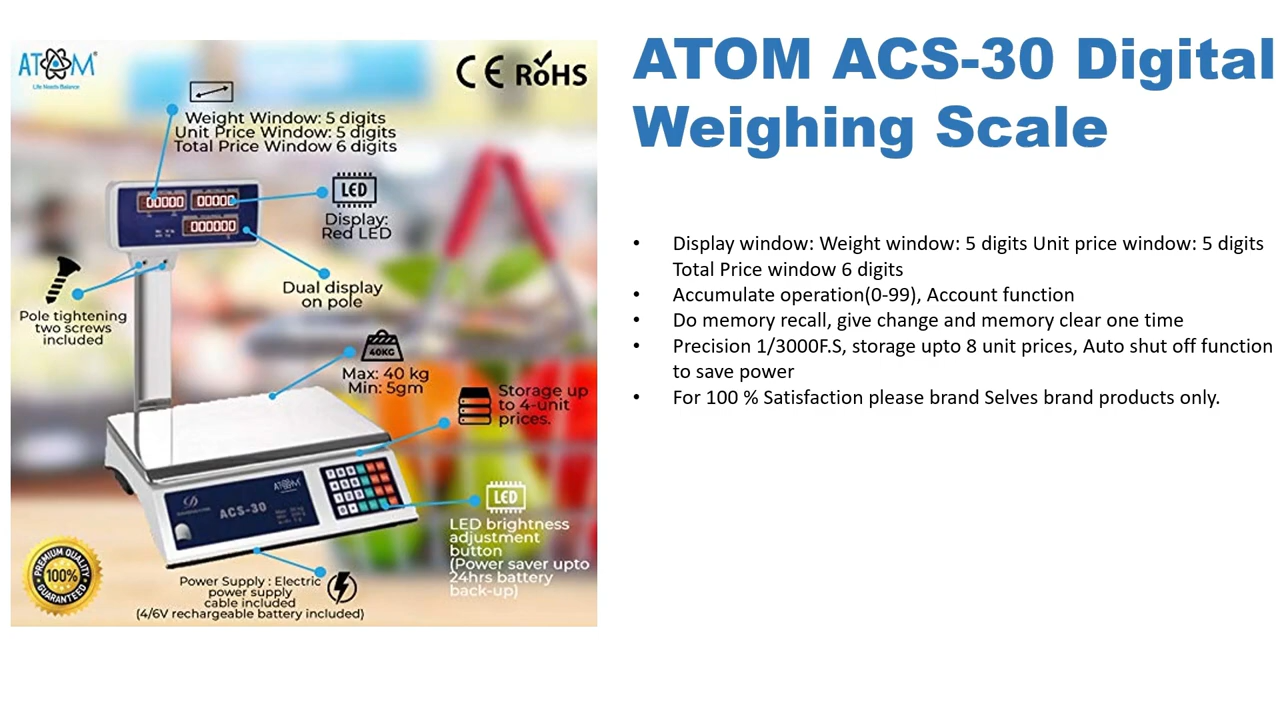 ATOM ACS-30 Digital
Weighing Scale
ATOM
Life Needs Balance
CE RoHS
Weight Window: 5 digits
Unit Price Window: 5 digits
Total Price Window 6 digits
00000 00000
000000
LED
Display:
Red LED
Dual display
on pole
Pole tightening
two screws
included
40KG
Max: 40 kg
Min: 5gm
Storage up
to 4-unit
prices.
ATOM
ACS-30
LED
LED brightness
adjustment
button
(Power saver upto
24hrs battery
back-up)
PREMIUM QUALITY
100%
GUARANTEED
Power Supply : Electric
power supply
cable included
(4/6V rechargeable battery included)
• Display window: Weight window: 5 digits Unit price window: 5 digits
Total Price window 6 digits
• Accumulate operation(0-99), Account function
• Do memory recall, give change and memory clear one time
• Precision 1/3000F.S, storage upto 8 unit prices, Auto shut off function
to save power
• For 100 % Satisfaction please brand Selves brand products only.